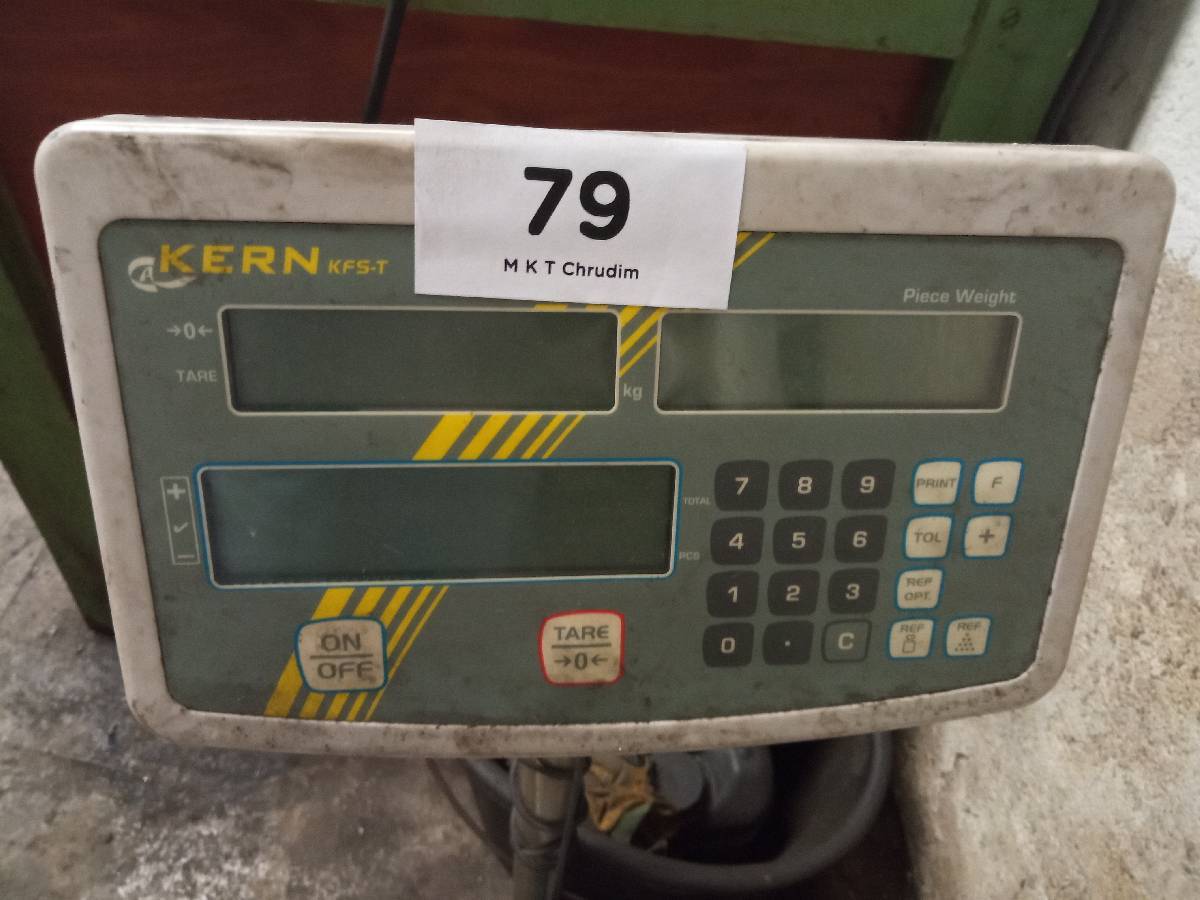 79
M K T Chrudim
KERN KFS-T
Piece Weight
→0←
TARE
kg
+
✓
−
TOTAL
PCS
7 8 9 PRINT F
4 5 6 TOL +
1 2 3 REF OPT.
0 . C REF REF
ON
OFF
TARE
→0←